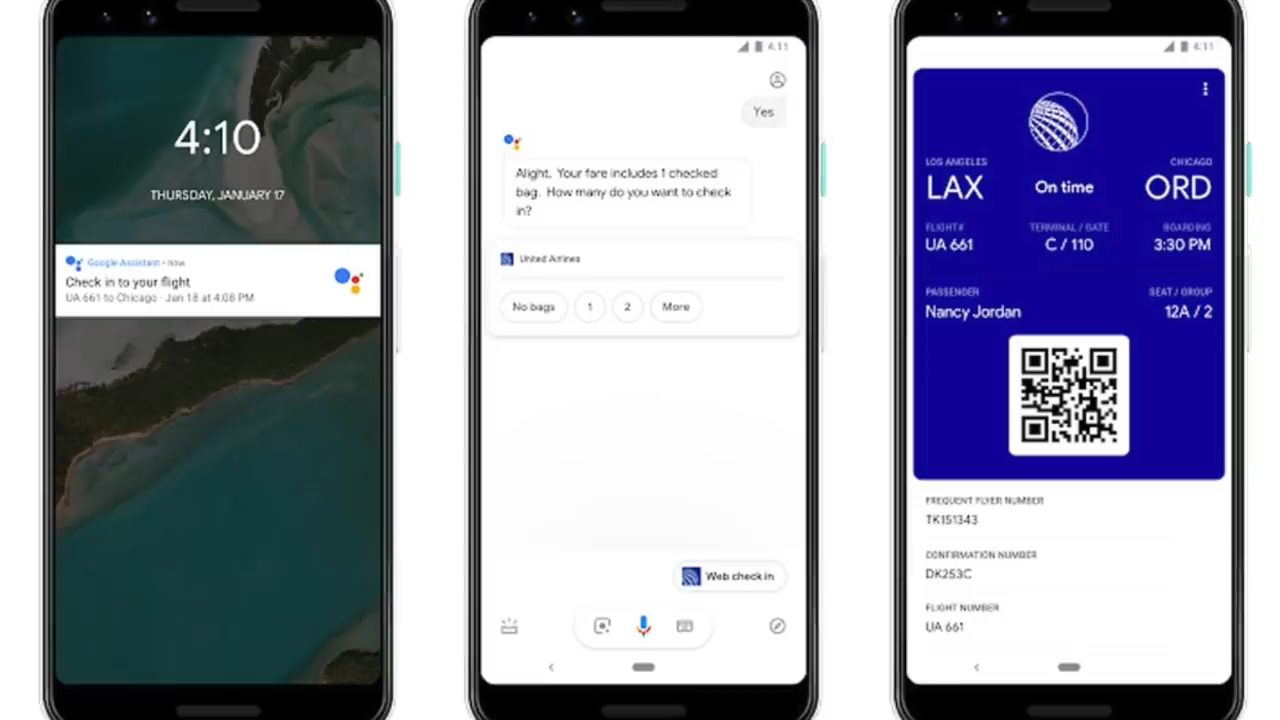 4:10
THURSDAY, JANUARY 17
Google Assistant · now
Check in to your flight
UA 661 to Chicago · Jan 18 at 4:08 PM
4:11
Yes
Alight. Your fare includes 1 checked
bag. How many do you want to check
in?
United Airlines
No bags 1 2 More
Web check in
4:11
LOS ANGELES CHICAGO
LAX On time ORD
FLIGHT# TERMINAL / GATE BOARDING
UA 661 C / 110 3:30 PM
PASSENGER SEAT / GROUP
Nancy Jordan 12A / 2
FREQUENT FLYER NUMBER
TK151343
CONFIRMATION NUMBER
DK253C
FLIGHT NUMBER
UA 661